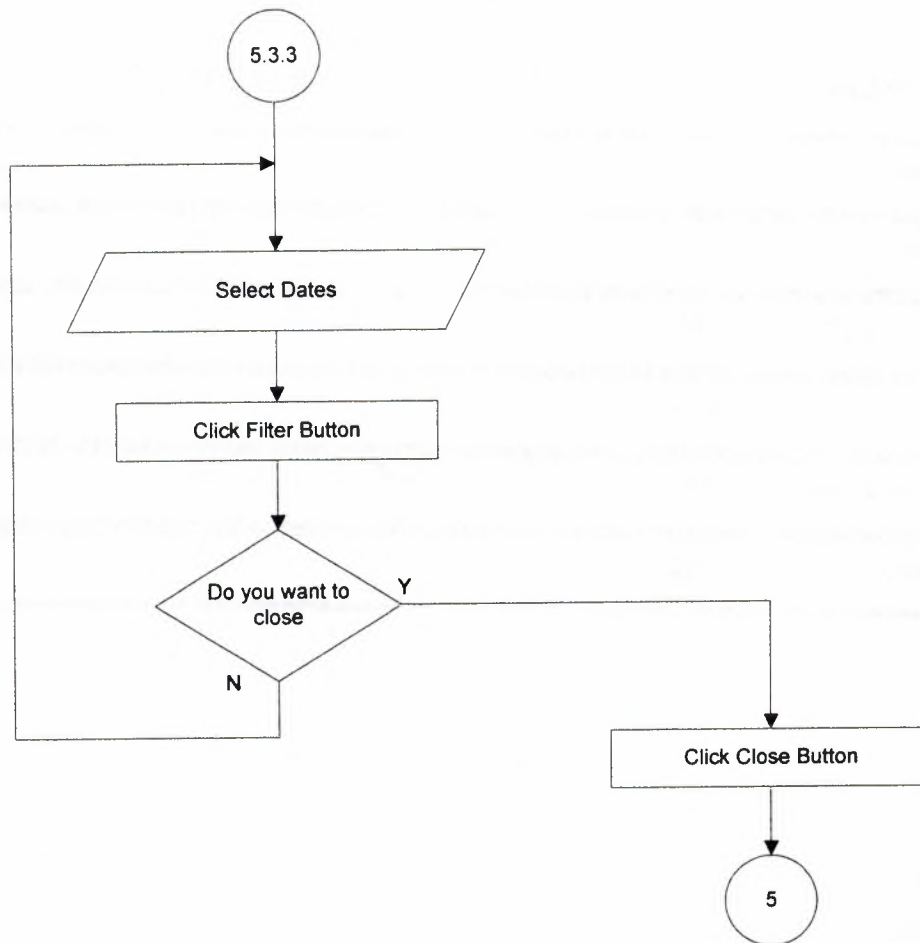 5.3.3
Select Dates
Click Filter Button
Do you want to
close
Y
N
Click Close Button
5